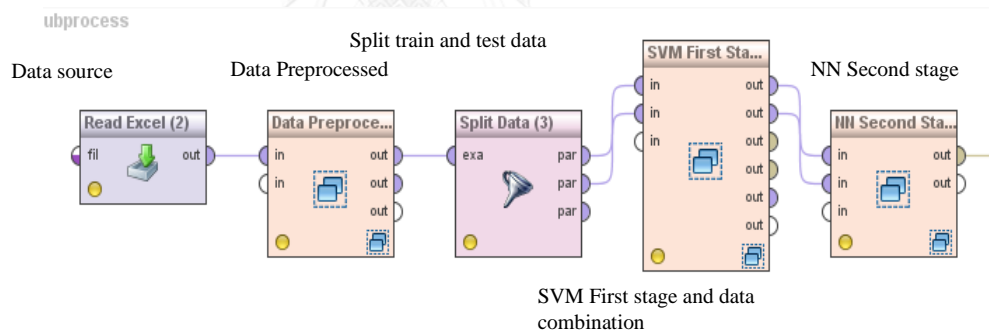 ubprocess
Split train and test data
Data source
Data Preprocessed
NN Second stage
Read Excel (2)
fil
out
Data Preproce...
in
in
out
out
out
Split Data (3)
exa
par
par
par
SVM First Sta...
in
in
in
out
out
out
out
out
out
NN Second Sta...
in
in
in
out
out
SVM First stage and data
combination